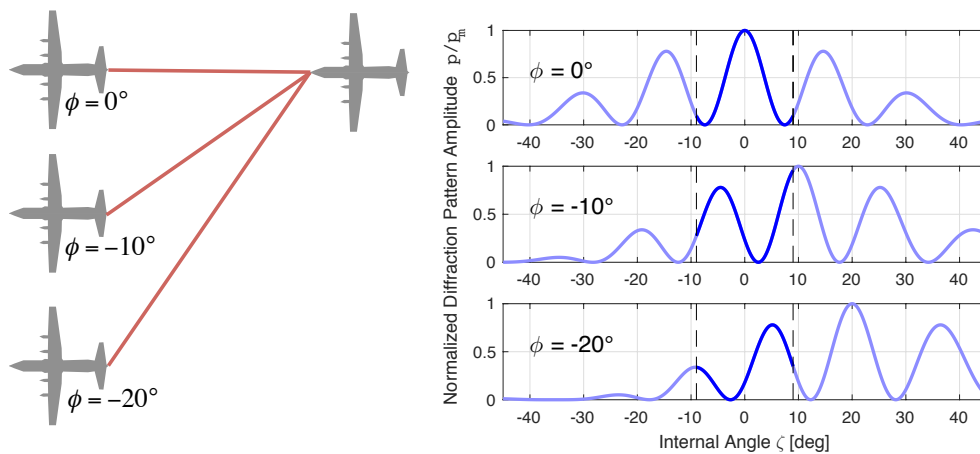 ϕ = 0°
ϕ = −10°
ϕ = −20°
Normalized Diffraction Pattern Amplitude p/pₘ
1
0.5
0
ϕ = 0°
-40 -30 -20 -10 0 10 20 30 40
1
0.5
0
ϕ = -10°
-40 -30 -20 -10 0 10 20 30 40
1
0.5
0
ϕ = -20°
-40 -30 -20 -10 0 10 20 30 40
Internal Angle ζ [deg]